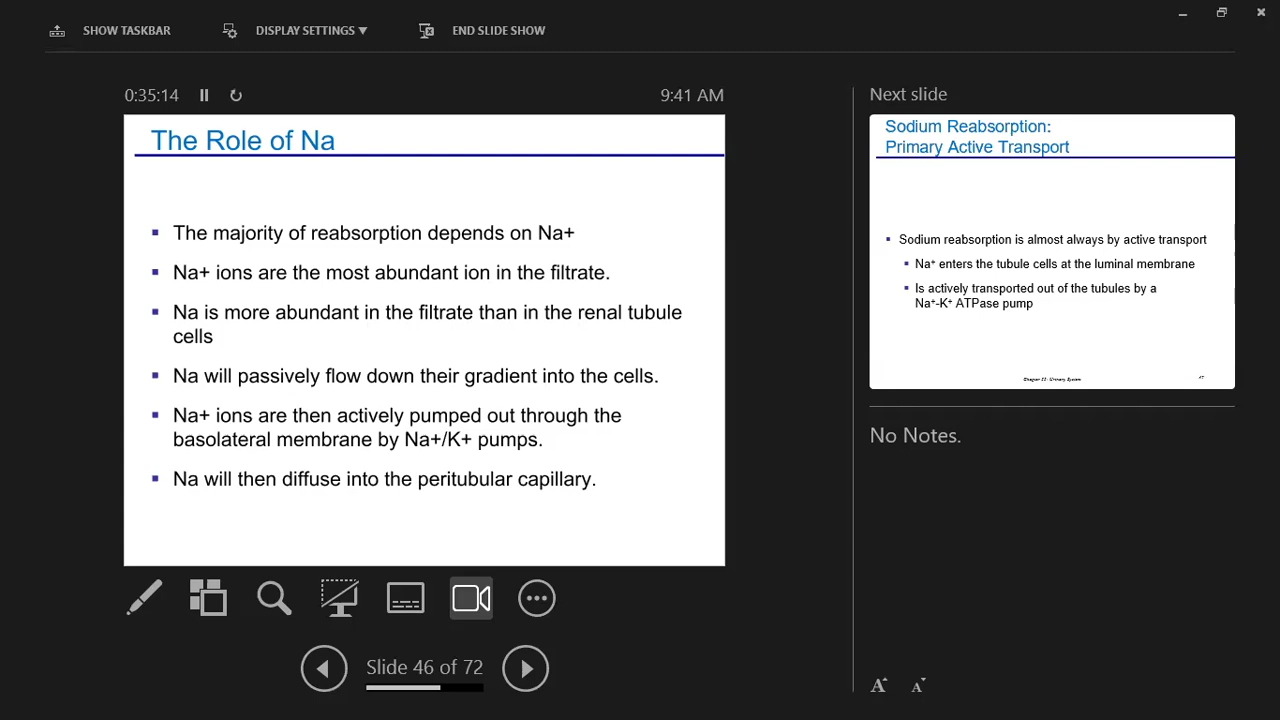 SHOW TASKBAR
DISPLAY SETTINGS ▼
END SLIDE SHOW
0:35:14
9:41 AM
The Role of Na
▪ The majority of reabsorption depends on Na+
▪ Na+ ions are the most abundant ion in the filtrate.
▪ Na is more abundant in the filtrate than in the renal tubule
cells
▪ Na will passively flow down their gradient into the cells.
▪ Na+ ions are then actively pumped out through the
basolateral membrane by Na+/K+ pumps.
▪ Na will then diffuse into the peritubular capillary.
Slide 46 of 72
Next slide
Sodium Reabsorption:
Primary Active Transport
▪ Sodium reabsorption is almost always by active transport
▪ Na⁺ enters the tubule cells at the luminal membrane
▪ Is actively transported out of the tubules by a
Na⁺-K⁺ ATPase pump
47
No Notes.
A A